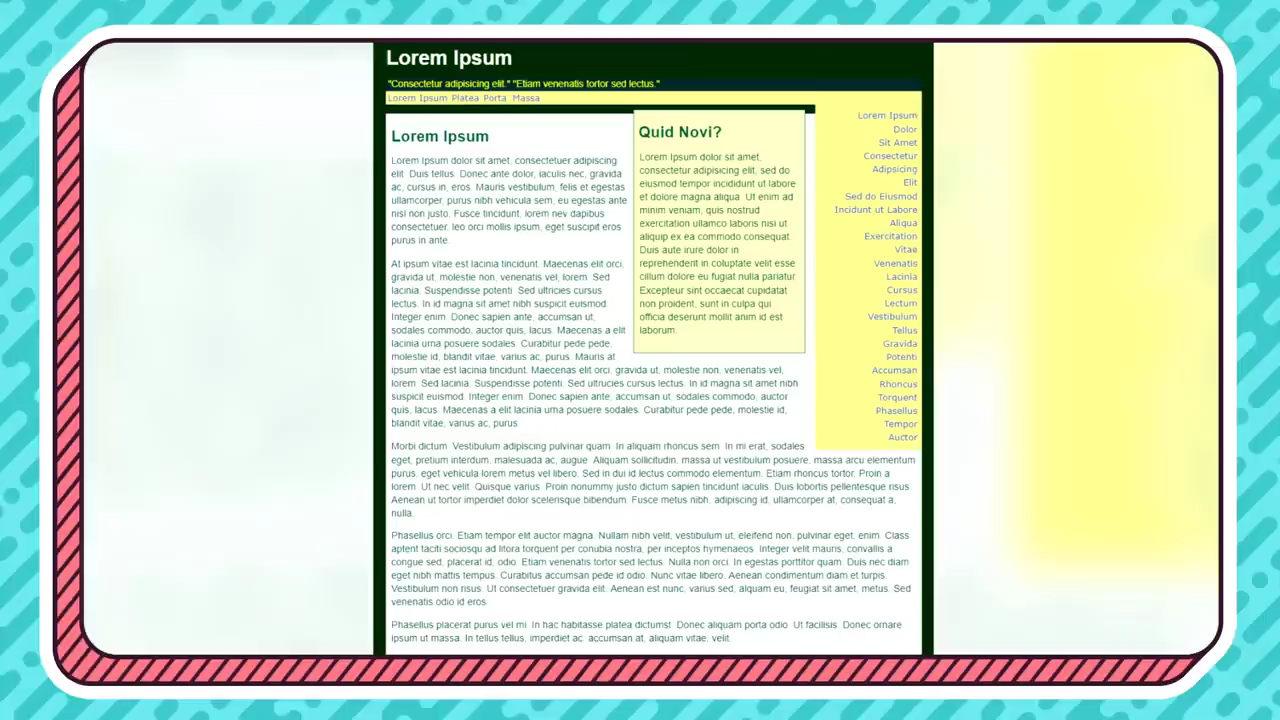 Lorem Ipsum
"Consectetur adipisicing elit." "Etiam venenatis tortor sed lectus."
Lorem Ipsum Platea Porta Massa
Lorem Ipsum
Lorem Ipsum dolor sit amet, consectetuer adipiscing
elit. Duis tellus. Donec ante dolor, iaculis nec, gravida
ac, cursus in, eros. Mauris vestibulum, felis et egestas
ullamcorper, purus nibh vehicula sem, eu egestas ante
nisl non justo. Fusce tincidunt, lorem nev dapibus
consectetuer, leo orci mollis ipsum, eget suscipit eros
purus in ante.
At ipsum vitae est lacinia tincidunt. Maecenas elit orci,
gravida ut, molestie non, venenatis vel, lorem. Sed
lacinia. Suspendisse potenti. Sed ultricies cursus
lectus. In id magna sit amet nibh suscipit euismod.
Integer enim. Donec sapien ante, accumsan ut,
sodales commodo, auctor quis, lacus. Maecenas a elit
lacinia urna posuere sodales. Curabitur pede pede,
molestie id, blandit vitae, varius ac, purus. Mauris at
ipsum vitae est lacinia tincidunt. Maecenas elit orci, gravida ut, molestie non, venenatis vel,
lorem. Sed lacinia. Suspendisse potenti. Sed ultrucies cursus lectus. In id magna sit amet nibh
suscipit euismod. Integer enim. Donec sapien ante, accumsan ut, sodales commodo, auctor
quis, lacus. Maecenas a elit lacinia urna posuere sodales. Curabitur pede pede, molestie id,
blandit vitae, varius ac, purus.
Morbi dictum. Vestibulum adipiscing pulvinar quam. In aliquam rhoncus sem. In mi erat, sodales
eget, pretium interdum, malesuada ac, augue. Aliquam sollicitudin, massa ut vestibulum posuere, massa arcu elementum
purus, eget vehicula lorem metus vel libero. Sed in dui id lectus commodo elementum. Etiam rhoncus tortor. Proin a
lorem. Ut nec velit. Quisque varius. Proin nonummy justo dictum sapien tincidunt iaculis. Duis lobortis pellentesque risus.
Aenean ut tortor imperdiet dolor scelerisque bibendum. Fusce metus nibh, adipiscing id, ullamcorper at, consequat a,
nulla.
Phasellus orci. Etiam tempor elit auctor magna. Nullam nibh velit, vestibulum ut, eleifend non, pulvinar eget, enim. Class
aptent taciti sociosqu ad litora torquent per conubia nostra, per inceptos hymenaeos. Integer velit mauris, convallis a
congue sed, placerat id, odio. Etiam venenatis tortor sed lectus. Nulla non orci. In egestas porttitor quam. Duis nec diam
eget nibh mattis tempus. Curabitus accumsan pede id odio. Nunc vitae libero. Aenean condimentum diam et turpis.
Vestibulum non risus. Ut consectetuer gravida elit. Aenean est nunc, varius sed, alquam eu, feugiat sit amet, metus. Sed
venenatis odio id eros.
Phasellus placerat purus vel mi. In hac habitasse platea dictumst. Donec aliquam porta odio. Ut facilisis. Donec ornare
ipsum ut massa. In tellus tellus, imperdiet ac, accumsan at, aliquam vitae, velit.
Quid Novi?
Lorem Ipsum dolor sit amet,
consectetur adipisicing elit, sed do
eiusmod tempor incididunt ut labore
et dolore magna aliqua. Ut enim ad
minim veniam, quis nostrud
exercitation ullamco laboris nisi ut
aliquip ex ea commodo consequat.
Duis aute irure dolor in
reprehenderit in coluptate velit esse
cillum dolore eu fugiat nulla pariatur.
Excepteur sint occaecat cupidatat
non proident, sunt in culpa qui
officia deserunt mollit anim id est
laborum.
Lorem Ipsum
Dolor
Sit Amet
Consectetur
Adipsicing
Elit
Sed do Eiusmod
Incidunt ut Labore
Aliqua
Exercitation
Vitae
Venenatis
Lacinia
Cursus
Lectum
Vestibulum
Tellus
Gravida
Potenti
Accumsan
Rhoncus
Torquent
Phasellus
Tempor
Auctor